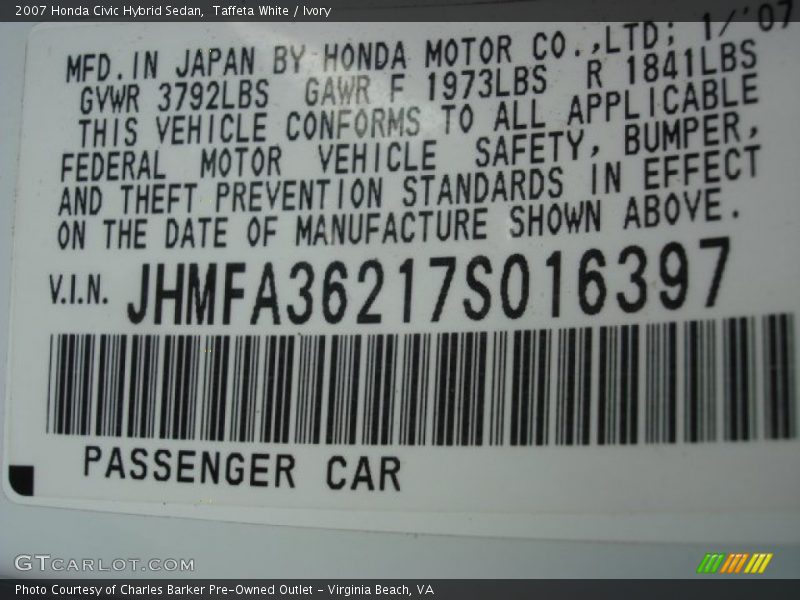 2007 Honda Civic Hybrid Sedan,  Taffeta White / Ivory
MFD. IN JAPAN BY HONDA MOTOR CO.,LTD; 1/'07
GVWR 3792LBS GAWR F 1973LBS R 1841LBS
THIS VEHICLE CONFORMS TO ALL APPLICABLE
FEDERAL MOTOR VEHICLE SAFETY, BUMPER,
AND THEFT PREVENTION STANDARDS IN EFFECT
ON THE DATE OF MANUFACTURE SHOWN ABOVE.
V.I.N. JHMFA36217S016397
PASSENGER CAR
GTCARLOT.COM
Photo Courtesy of Charles Barker Pre-Owned Outlet - Virginia Beach, VA